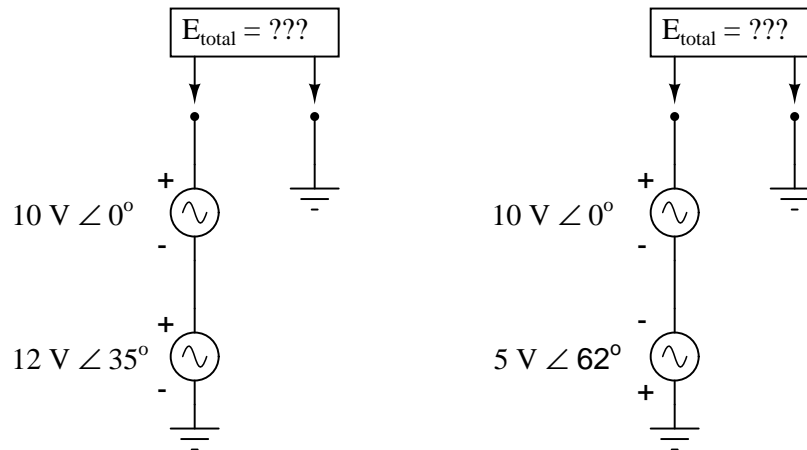 E_total = ??? E_total = ???
+ +
10 V ∠ 0° 10 V ∠ 0°
- -
+ -
12 V ∠ 35° 5 V ∠ 62°
- +